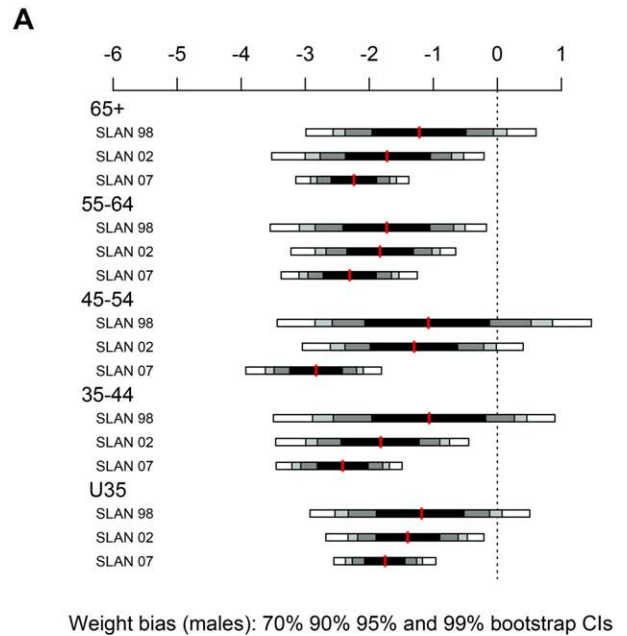 A
-6 -5 -4 -3 -2 -1 0 1
65+
SLAN 98
SLAN 02
SLAN 07
55-64
SLAN 98
SLAN 02
SLAN 07
45-54
SLAN 98
SLAN 02
SLAN 07
35-44
SLAN 98
SLAN 02
SLAN 07
U35
SLAN 98
SLAN 02
SLAN 07
Weight bias (males): 70% 90% 95% and 99% bootstrap CIs